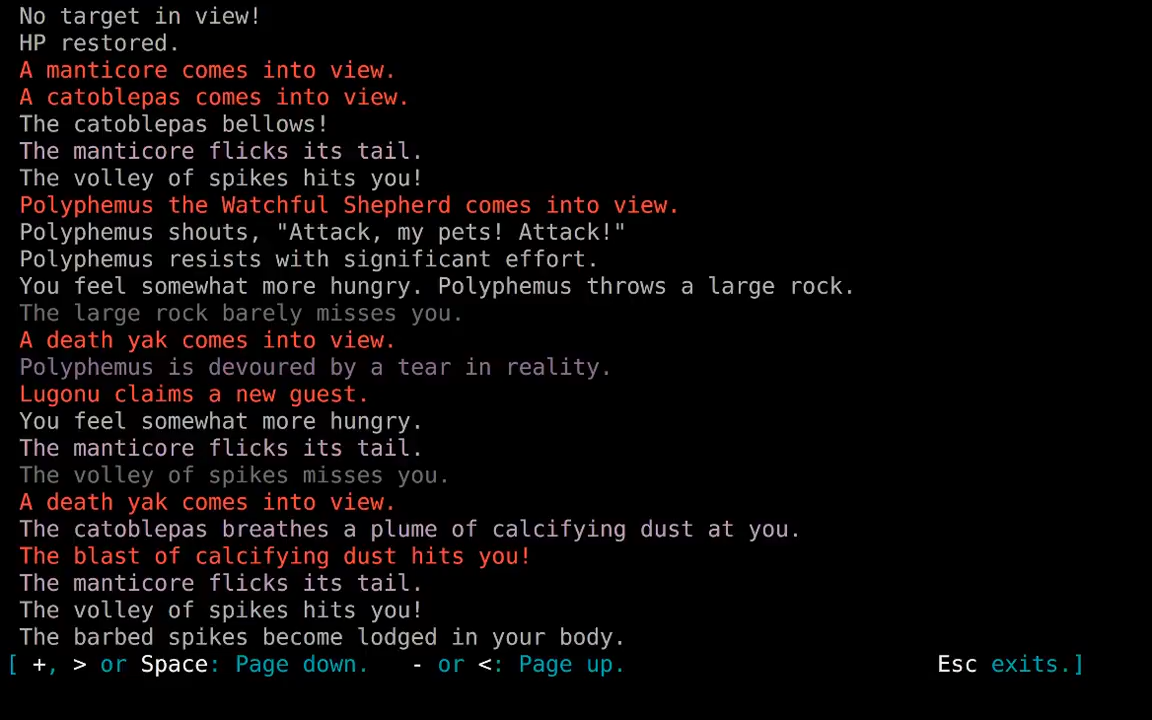 No target in view!
HP restored.
A manticore comes into view.
A catoblepas comes into view.
The catoblepas bellows!
The manticore flicks its tail.
The volley of spikes hits you!
Polyphemus the Watchful Shepherd comes into view.
Polyphemus shouts, "Attack, my pets! Attack!"
Polyphemus resists with significant effort.
You feel somewhat more hungry. Polyphemus throws a large rock.
The large rock barely misses you.
A death yak comes into view.
Polyphemus is devoured by a tear in reality.
Lugonu claims a new guest.
You feel somewhat more hungry.
The manticore flicks its tail.
The volley of spikes misses you.
A death yak comes into view.
The catoblepas breathes a plume of calcifying dust at you.
The blast of calcifying dust hits you!
The manticore flicks its tail.
The volley of spikes hits you!
The barbed spikes become lodged in your body.
[ +, > or Space: Page down.   - or <: Page up.                       Esc exits.]